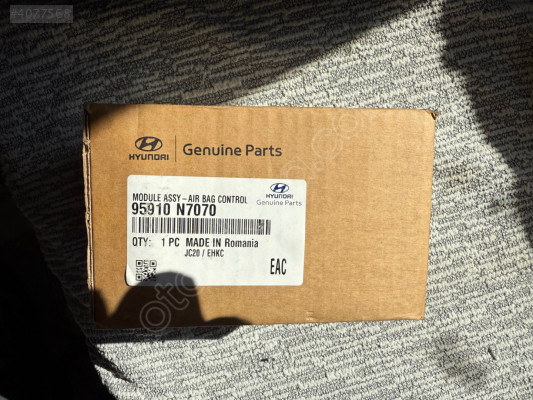 #4077568
HYUNDAI
Genuine Parts
MODULE ASSY-AIR BAG CONTROL
95910 N7070
HYUNDAI
Genuine Parts
QTY: 1 PC MADE IN Romania
JC20 / EHKC
EAC